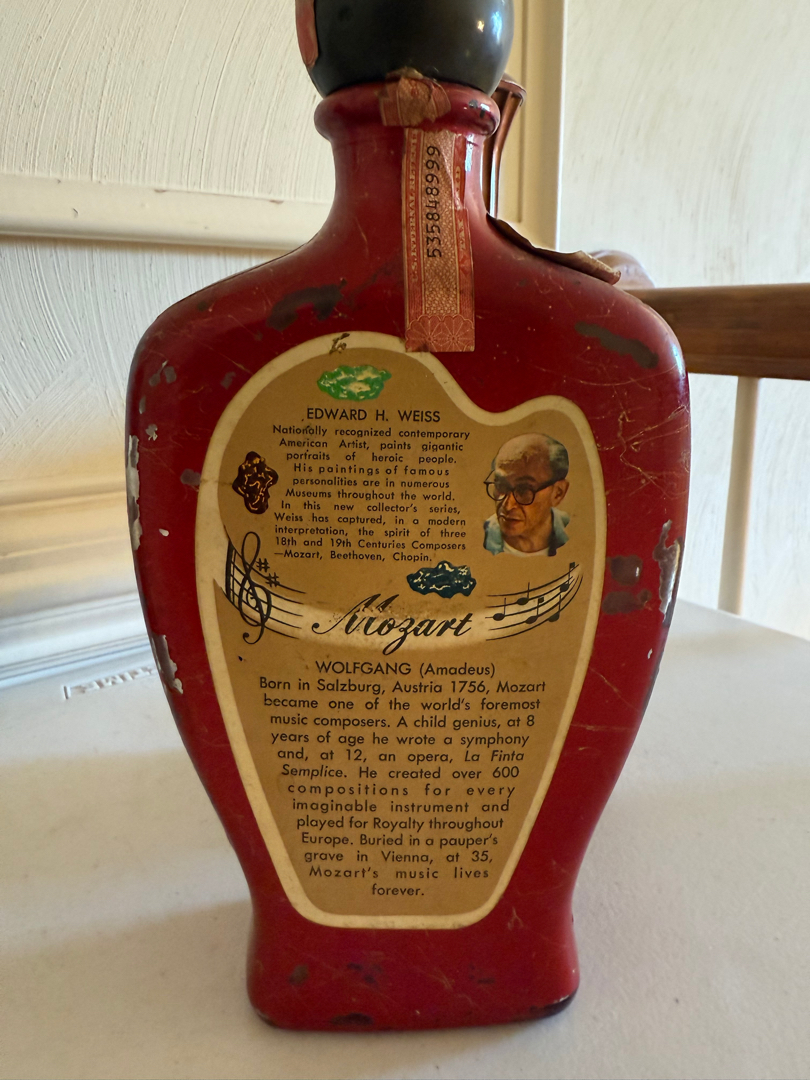 535848999
U.S. INTERNAL REVENUE
EDWARD H. WEISS
Nationally recognized contemporary
American Artist, paints gigantic
portraits of heroic people.
His paintings of famous
personalities are in numerous
Museums throughout the world.
In this new collector's series,
Weiss has captured, in a modern
interpretation, the spirit of three
18th and 19th Centuries Composers
—Mozart, Beethoven, Chopin.
Mozart
WOLFGANG (Amadeus)
Born in Salzburg, Austria 1756, Mozart
became one of the world's foremost
music composers. A child genius, at 8
years of age he wrote a symphony
and, at 12, an opera, La Finta
Semplice. He created over 600
compositions for every
imaginable instrument and
played for Royalty throughout
Europe. Buried in a pauper's
grave in Vienna, at 35,
Mozart's music lives
forever.